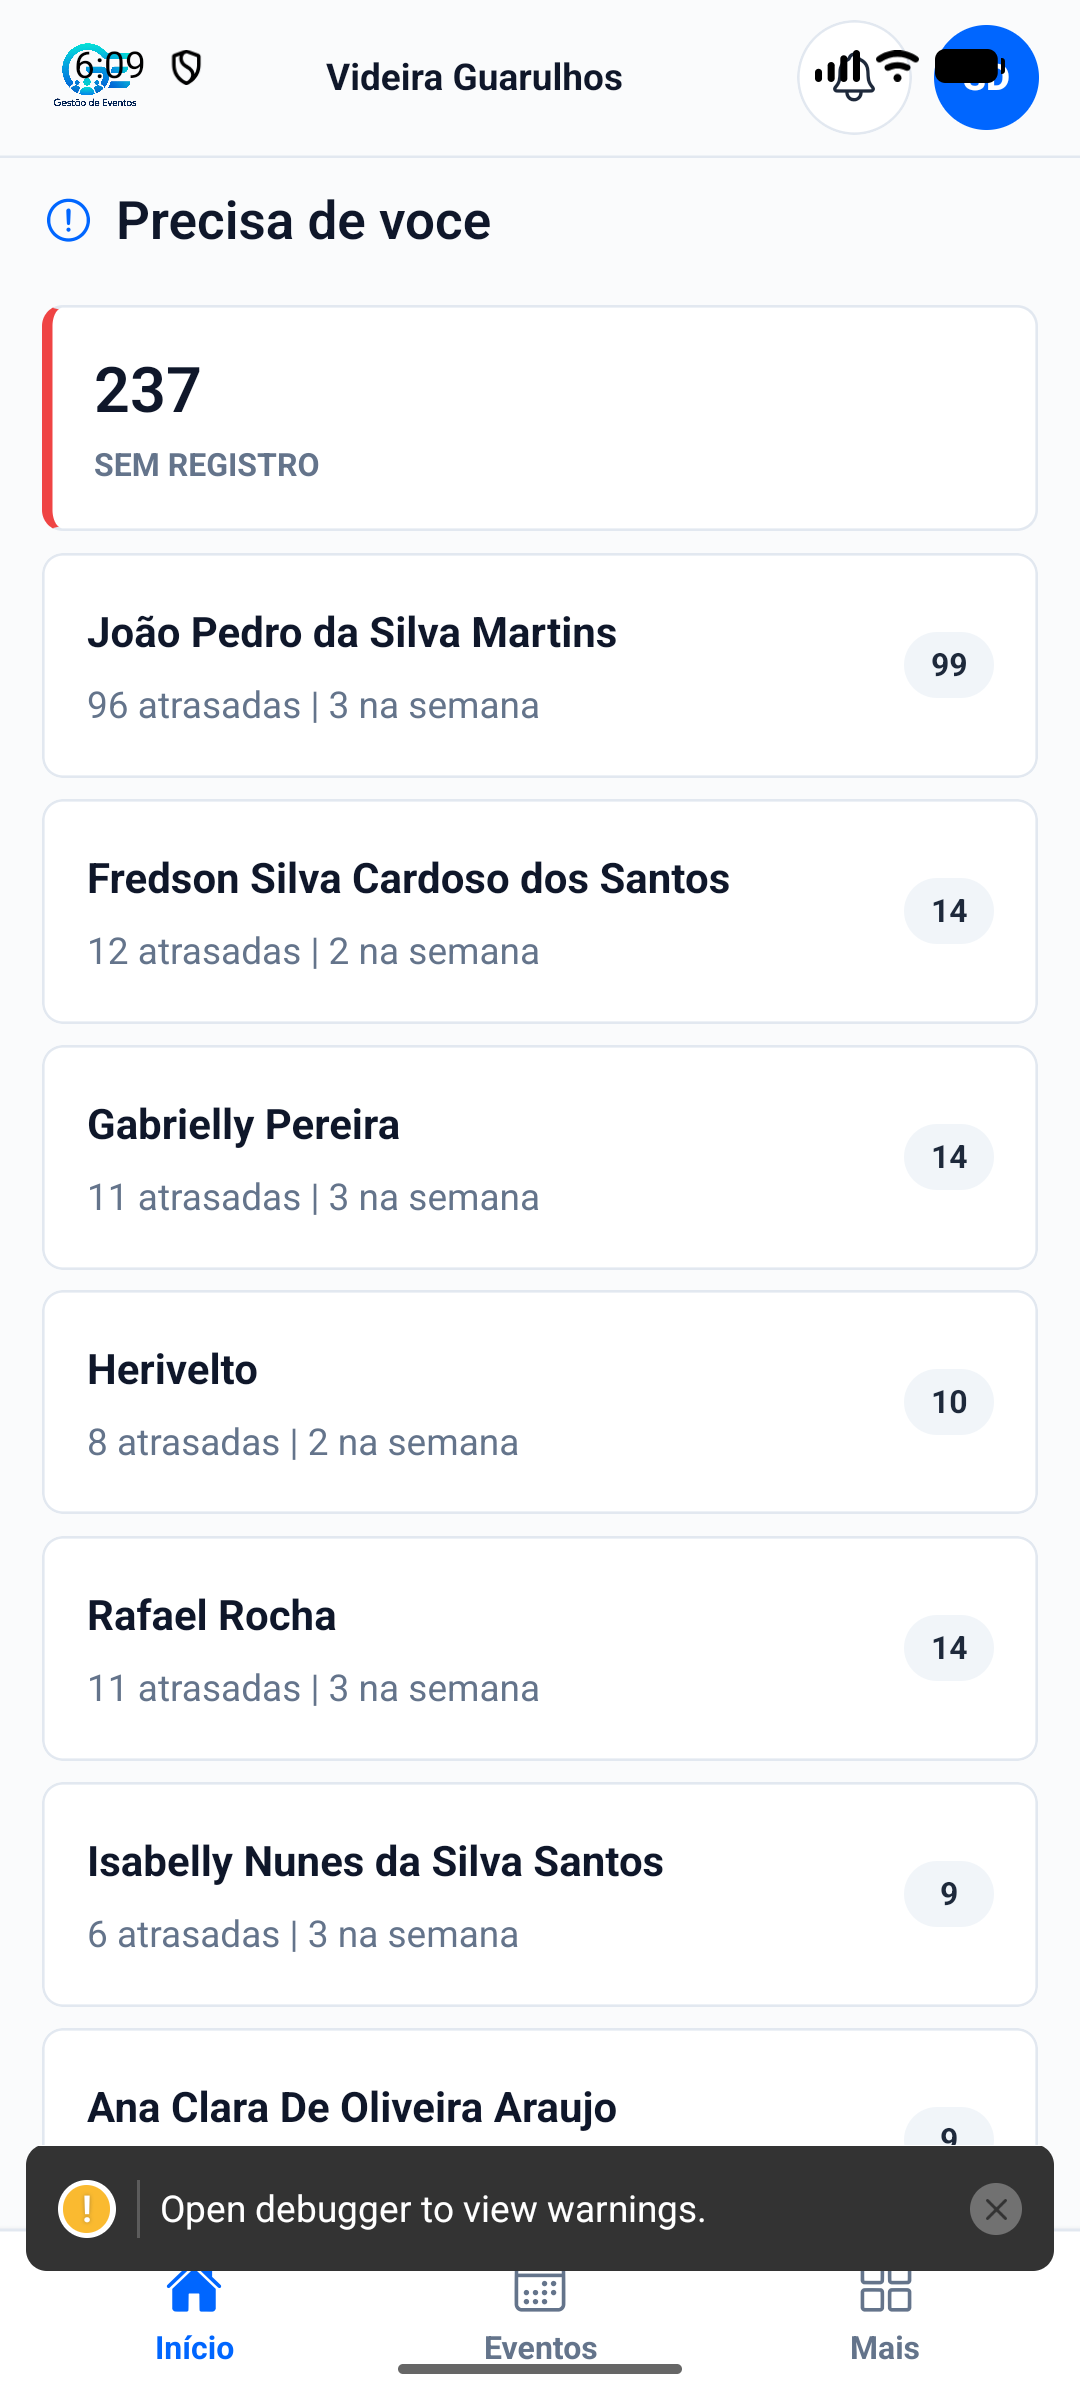 6:09
Gestão de Eventos
Videira Guarulhos
Precisa de voce
237
SEM REGISTRO
João Pedro da Silva Martins
96 atrasadas | 3 na semana
99
Fredson Silva Cardoso dos Santos
12 atrasadas | 2 na semana
14
Gabrielly Pereira
11 atrasadas | 3 na semana
14
Herivelto
8 atrasadas | 2 na semana
10
Rafael Rocha
11 atrasadas | 3 na semana
14
Isabelly Nunes da Silva Santos
6 atrasadas | 3 na semana
9
Ana Clara De Oliveira Araujo
9
Open debugger to view warnings.
Início
Eventos
Mais